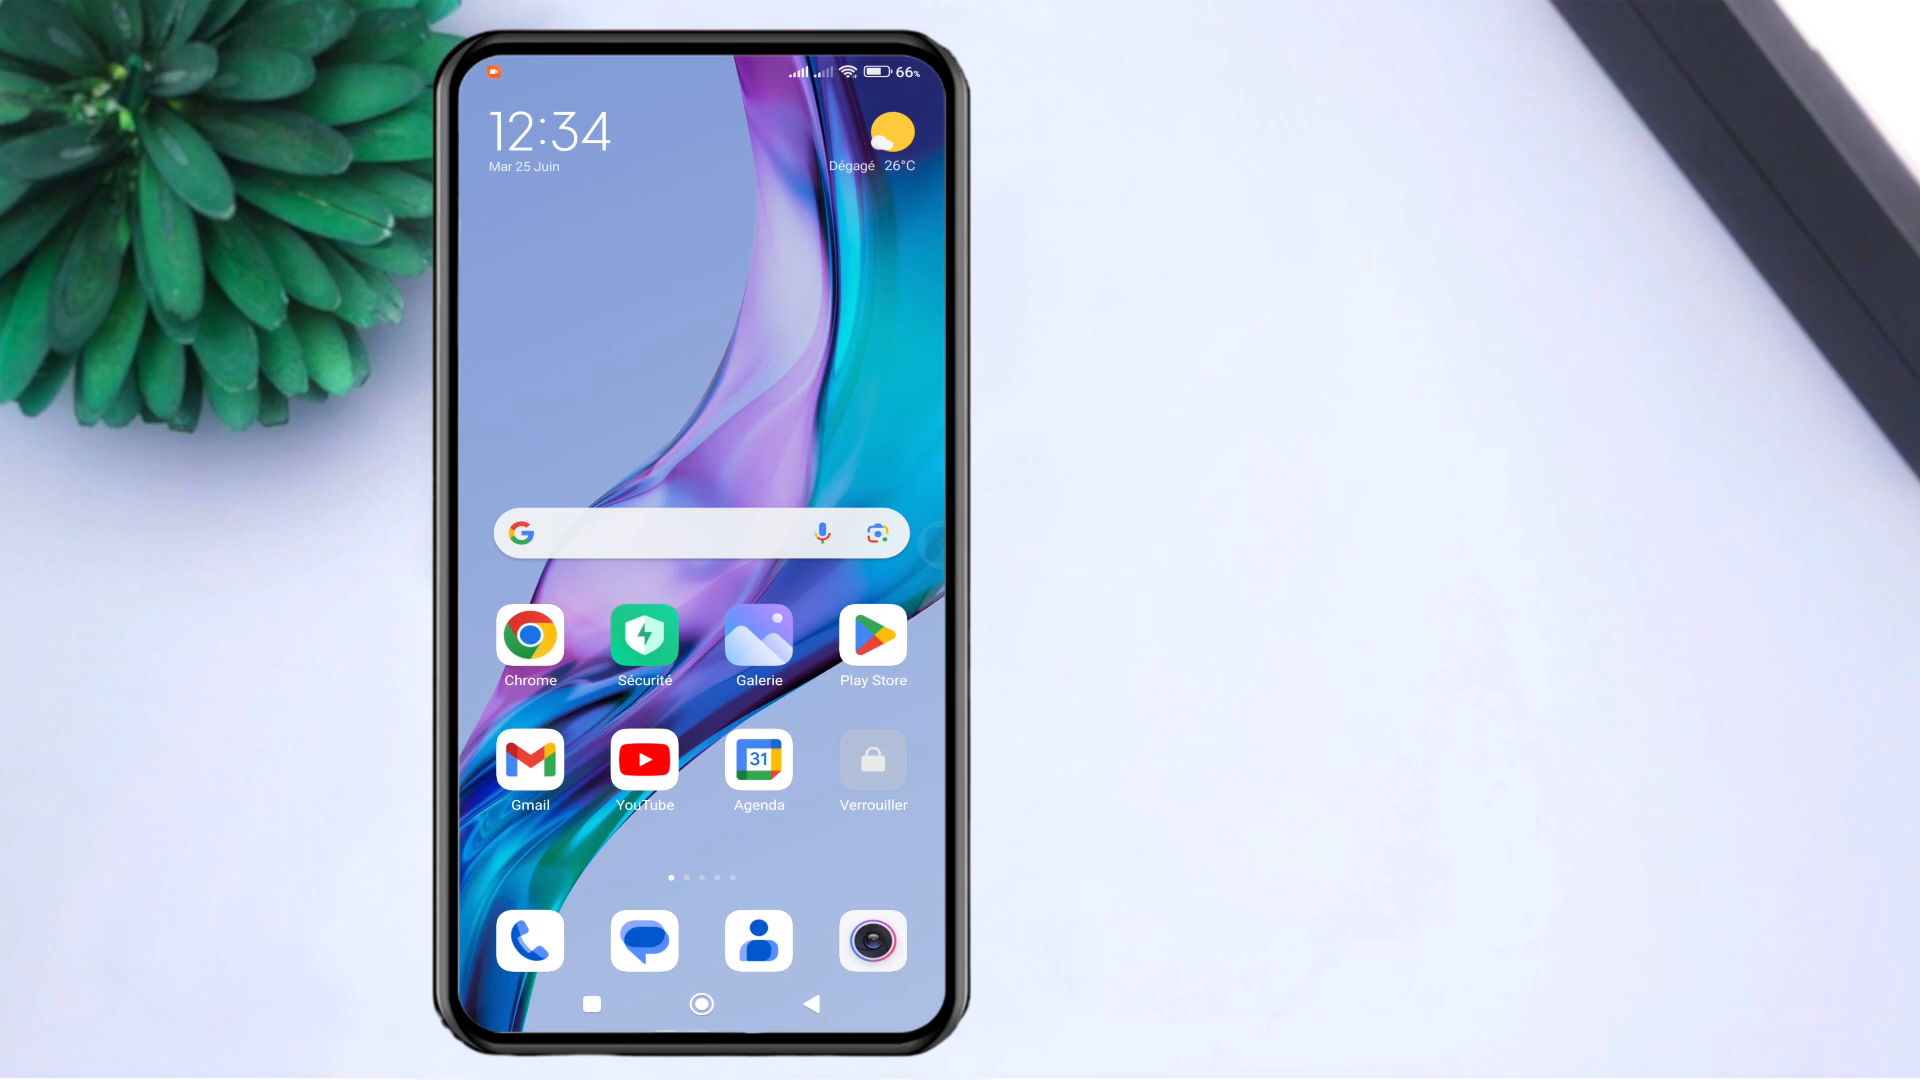 66%
12:34
Mar 25 Juin
Dégagé 26°C
Chrome
Sécurité
Galerie
Play Store
31
Gmail
YouTube
Agenda
Verrouiller